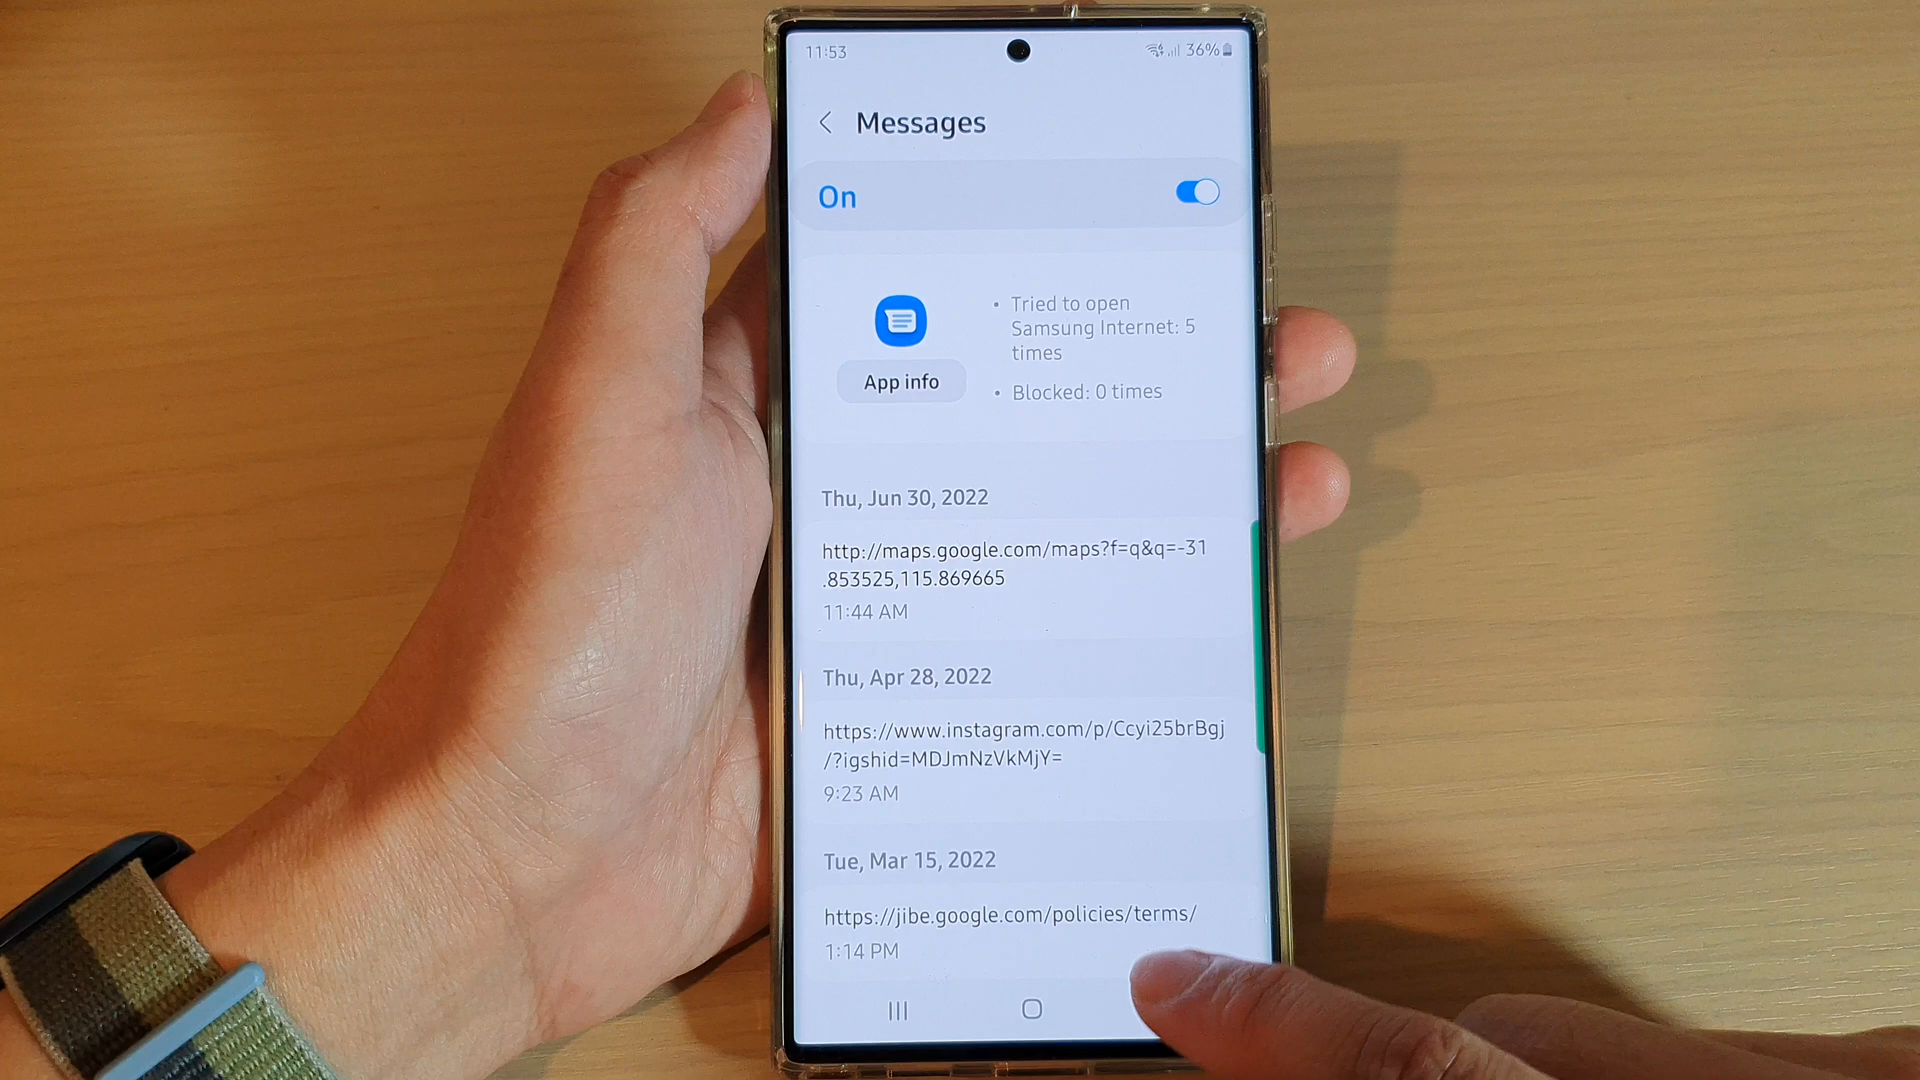 11:53
36%
Messages
On
App info
• Tried to open
Samsung Internet: 5
times
• Blocked: 0 times
Thu, Jun 30, 2022
http://maps.google.com/maps?f=q&q=-31
.853525,115.869665
11:44 AM
Thu, Apr 28, 2022
https://www.instagram.com/p/Ccyi25brBgj
/?igshid=MDJmNzVkMjY=
9:23 AM
Tue, Mar 15, 2022
https://jibe.google.com/policies/terms/
1:14 PM